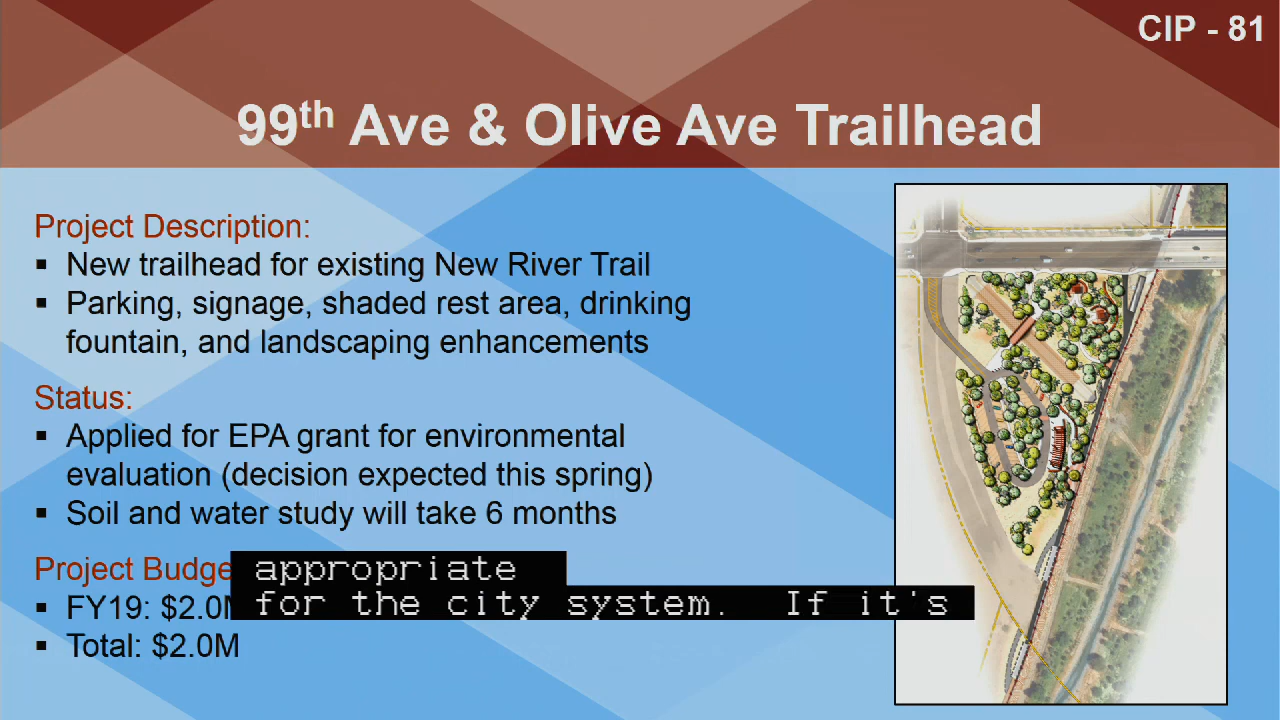 CIP - 81
99th Ave & Olive Ave Trailhead
Project Description:
▪ New trailhead for existing New River Trail
▪ Parking, signage, shaded rest area, drinking
fountain, and landscaping enhancements
Status:
▪ Applied for EPA grant for environmental
evaluation (decision expected this spring)
▪ Soil and water study will take 6 months
Project Budge
▪ FY19: $2.0M
▪ Total: $2.0M
appropriate
for the city system. If it's